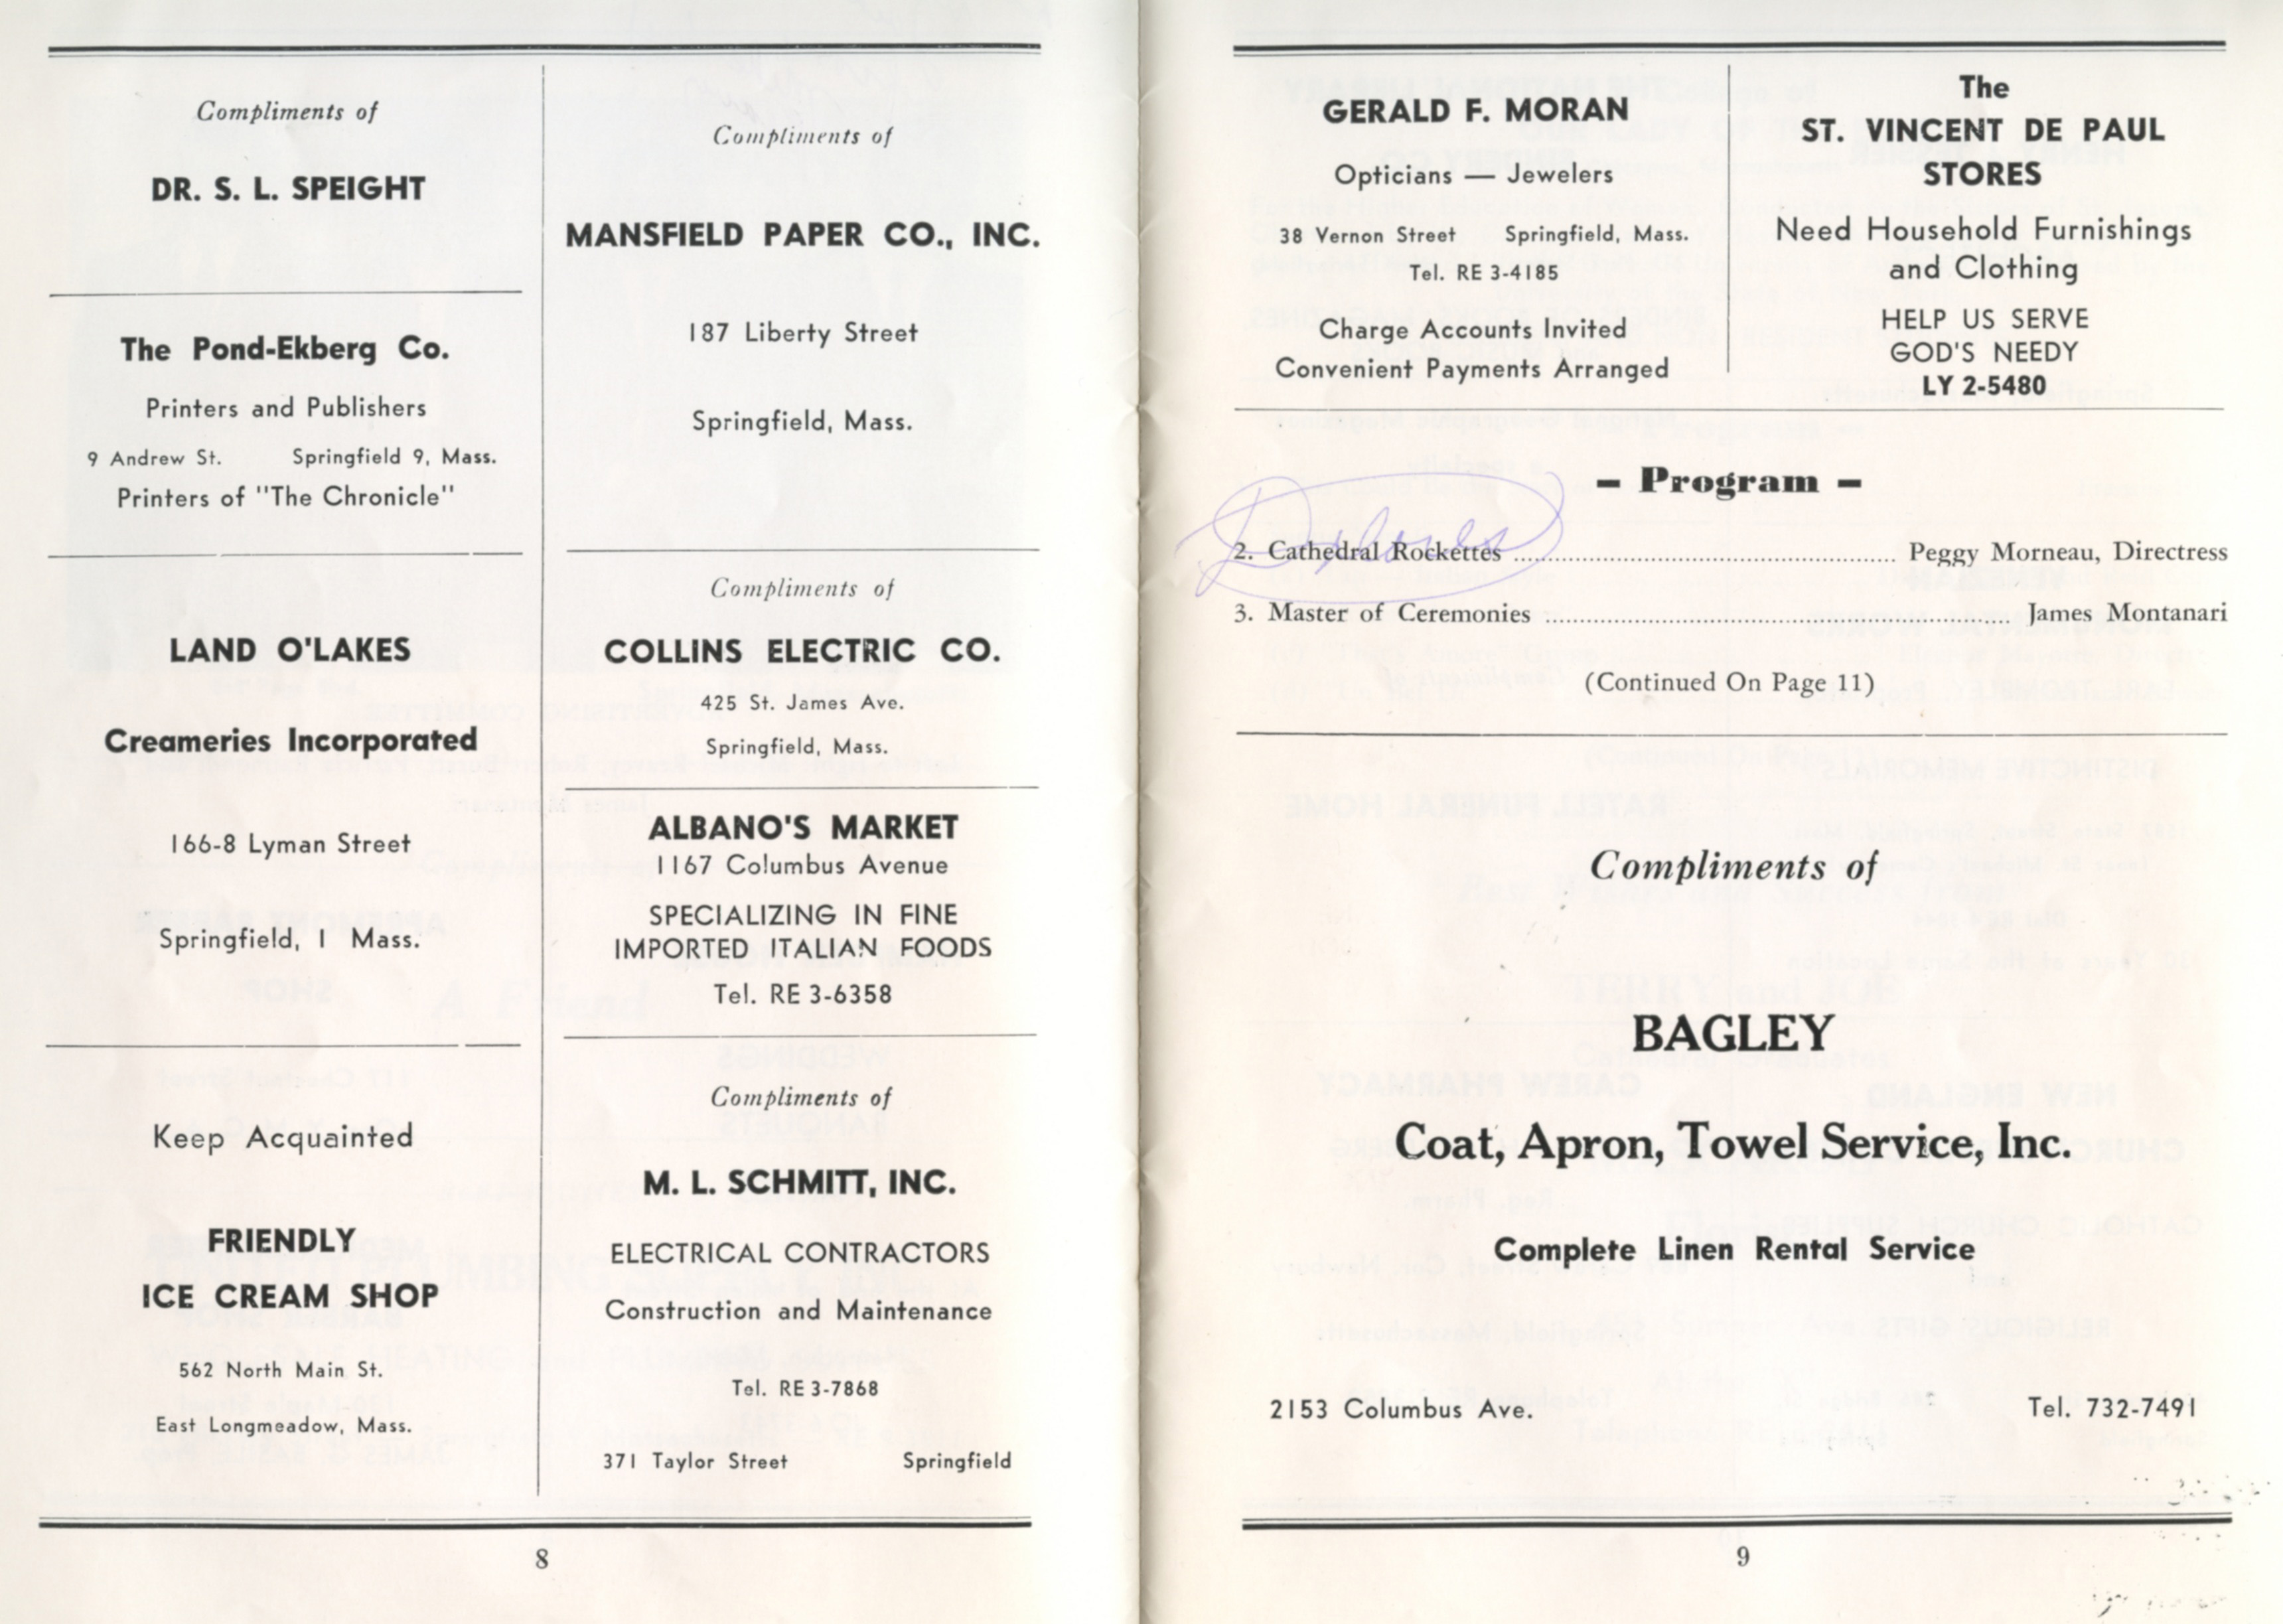 Compliments of
DR. S. L. SPEIGHT
The Pond-Ekberg Co.
Printers and Publishers
9 Andrew St. Springfield 9, Mass.
Printers of "The Chronicle"
LAND O'LAKES
Creameries Incorporated
166-8 Lyman Street
Springfield, 1 Mass.
Keep Acquainted
FRIENDLY
ICE CREAM SHOP
562 North Main St.
East Longmeadow, Mass.
Compliments of
MANSFIELD PAPER CO., INC.
187 Liberty Street
Springfield, Mass.
Compliments of
COLLINS ELECTRIC CO.
425 St. James Ave.
Springfield, Mass.
ALBANO'S MARKET
1167 Columbus Avenue
SPECIALIZING IN FINE
IMPORTED ITALIAN FOODS
Tel. RE 3-6358
Compliments of
M. L. SCHMITT, INC.
ELECTRICAL CONTRACTORS
Construction and Maintenance
Tel. RE 3-7868
371 Taylor Street Springfield
8
GERALD F. MORAN
Opticians — Jewelers
38 Vernon Street Springfield, Mass.
Tel. RE 3-4185
Charge Accounts Invited
Convenient Payments Arranged
The
ST. VINCENT DE PAUL
STORES
Need Household Furnishings
and Clothing
HELP US SERVE
GOD'S NEEDY
LY 2-5480
– Program –
2. Cathedral Rockettes ........ Peggy Morneau, Directress
3. Master of Ceremonies ........ James Montanari
(Continued On Page 11)
Compliments of
BAGLEY
Coat, Apron, Towel Service, Inc.
Complete Linen Rental Service
2153 Columbus Ave. Tel. 732-7491
9